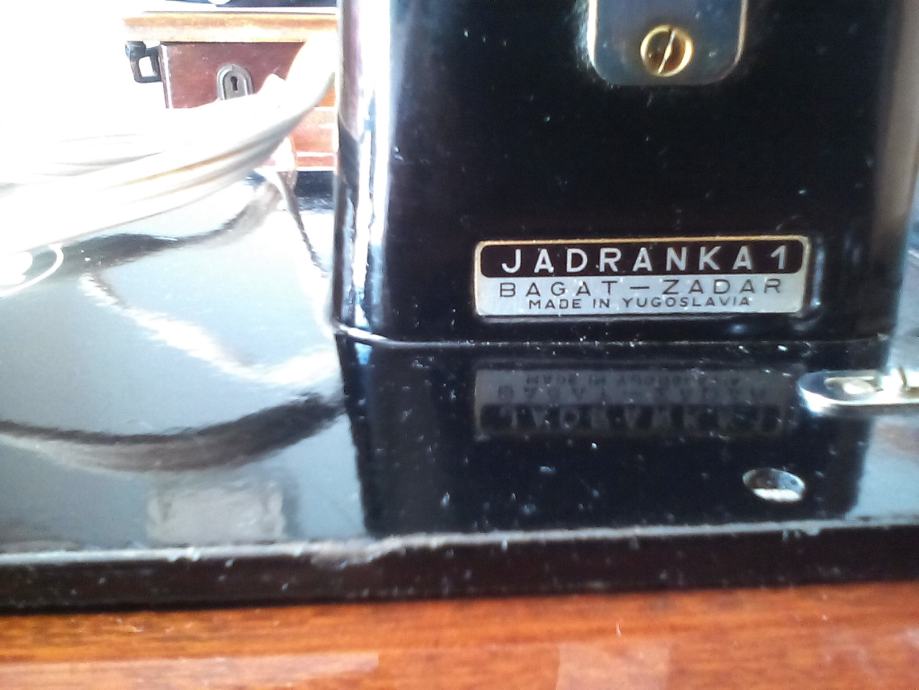 JADRANKA 1
BAGAT — ZADAR
MADE IN YUGOSLAVIA